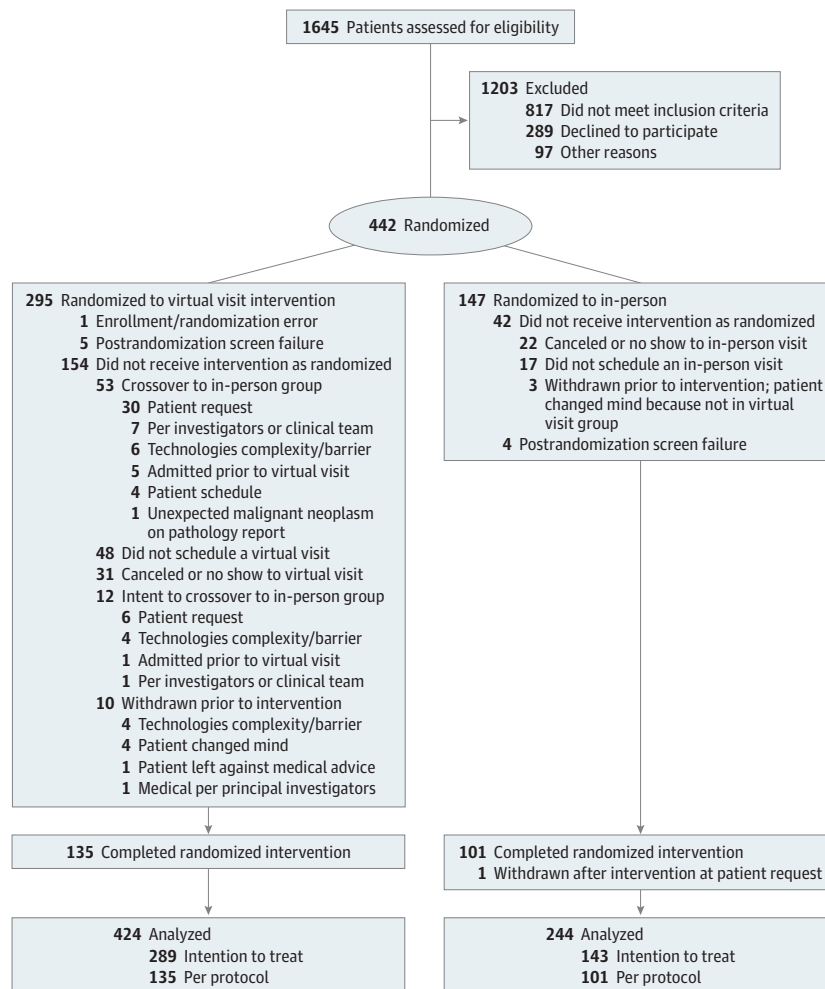 1645 Patients assessed for eligibility
1203 Excluded
817 Did not meet inclusion criteria
289 Declined to participate
97 Other reasons
442 Randomized
295 Randomized to virtual visit intervention
1 Enrollment/randomization error
5 Postrandomization screen failure
154 Did not receive intervention as randomized
53 Crossover to in-person group
30 Patient request
7 Per investigators or clinical team
6 Technologies complexity/barrier
5 Admitted prior to virtual visit
4 Patient schedule
1 Unexpected malignant neoplasm
on pathology report
48 Did not schedule a virtual visit
31 Canceled or no show to virtual visit
12 Intent to crossover to in-person group
6 Patient request
4 Technologies complexity/barrier
1 Admitted prior to virtual visit
1 Per investigators or clinical team
10 Withdrawn prior to intervention
4 Technologies complexity/barrier
4 Patient changed mind
1 Patient left against medical advice
1 Medical per principal investigators
147 Randomized to in-person
42 Did not receive intervention as randomized
22 Canceled or no show to in-person visit
17 Did not schedule an in-person visit
3 Withdrawn prior to intervention; patient
changed mind because not in virtual
visit group
4 Postrandomization screen failure
135 Completed randomized intervention
101 Completed randomized intervention
1 Withdrawn after intervention at patient request
424 Analyzed
289 Intention to treat
135 Per protocol
244 Analyzed
143 Intention to treat
101 Per protocol